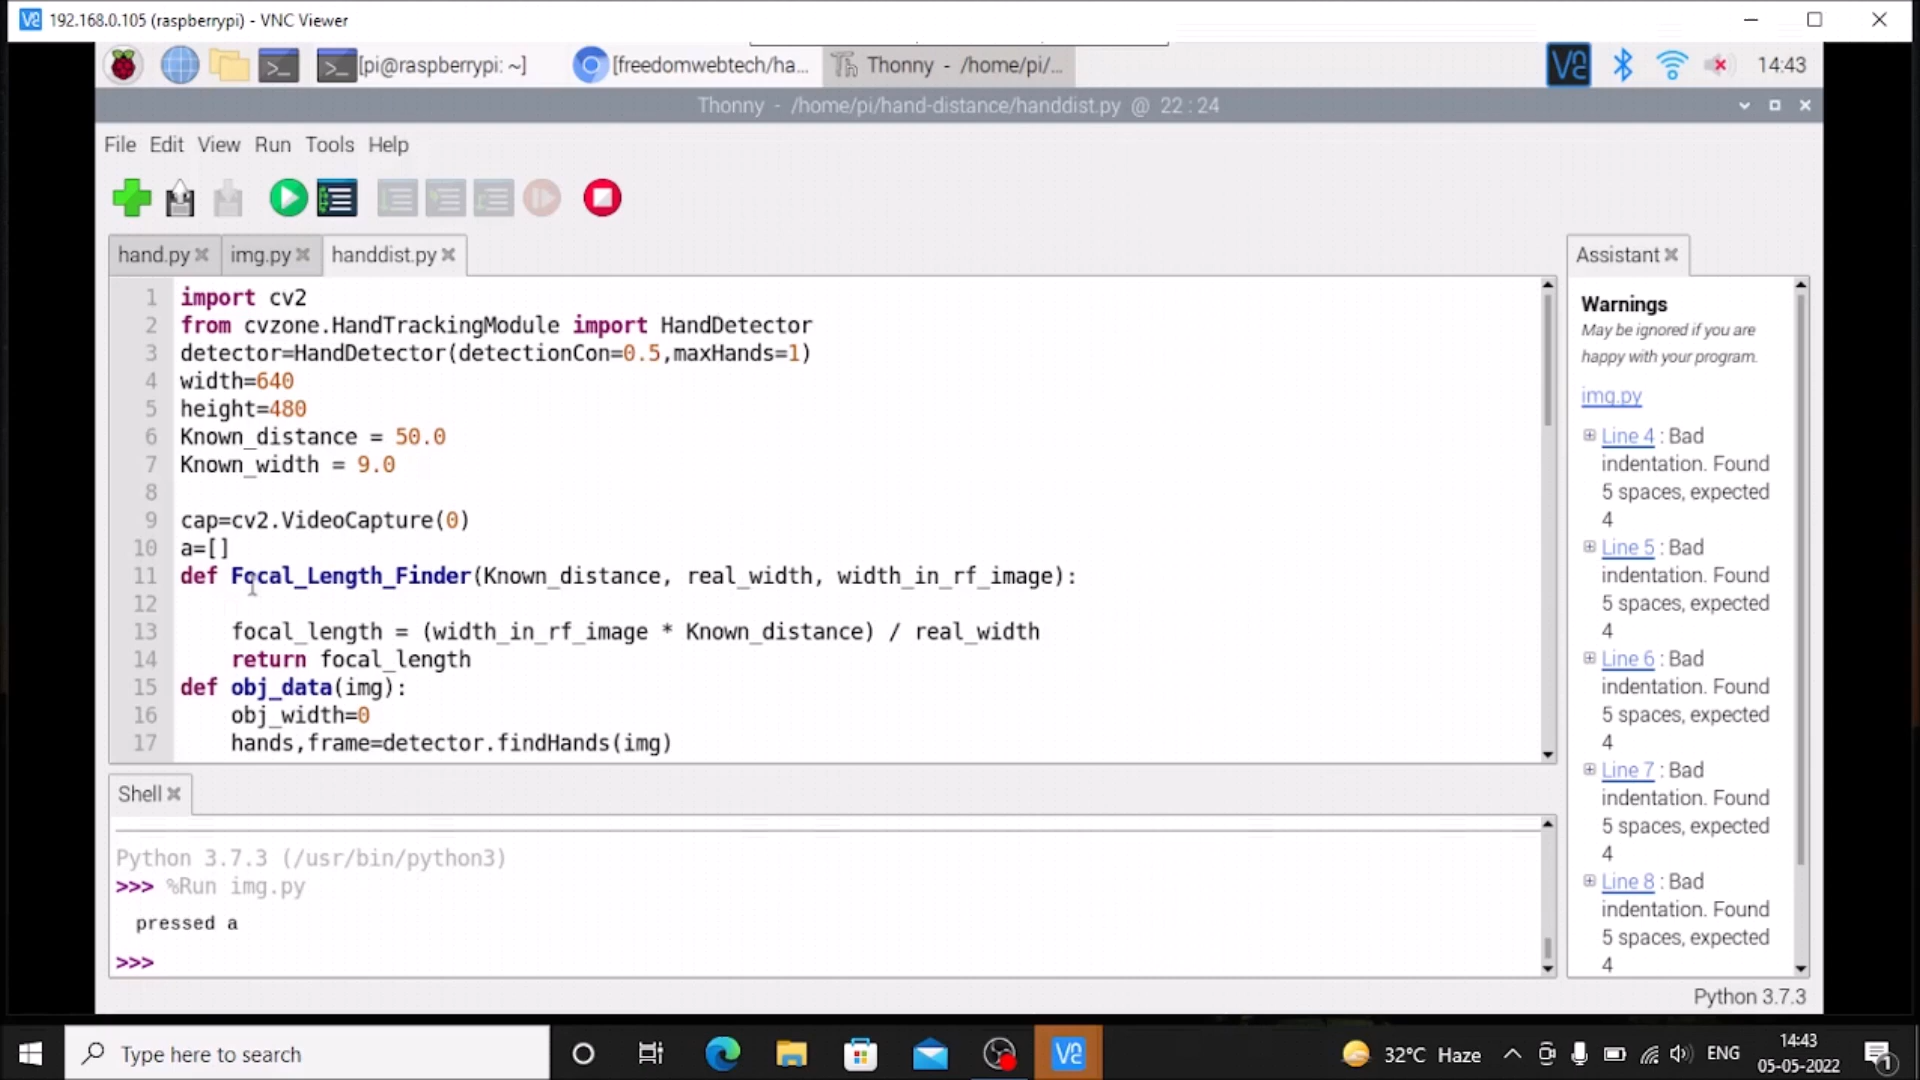 192.168.0.105 (raspberrypi) - VNC Viewer
[pi@raspberrypi: ~]
[freedomwebtech/ha...
Thonny - /home/pi/...
14:43
Thonny - /home/pi/hand-distance/handdist.py @ 22 : 24
File Edit View Run Tools Help
hand.py
img.py
handdist.py
1 import cv2
2 from cvzone.HandTrackingModule import HandDetector
3 detector=HandDetector(detectionCon=0.5,maxHands=1)
4 width=640
5 height=480
6 Known_distance = 50.0
7 Known_width = 9.0
8
9 cap=cv2.VideoCapture(0)
10 a=[]
11 def Focal_Length_Finder(Known_distance, real_width, width_in_rf_image):
12
13 focal_length = (width_in_rf_image * Known_distance) / real_width
14 return focal_length
15 def obj_data(img):
16 obj_width=0
17 hands,frame=detector.findHands(img)
Shell
Python 3.7.3 (/usr/bin/python3)
>>> %Run img.py
pressed a
>>>
Assistant
Warnings
May be ignored if you are
happy with your program.
img.py
Line 4 : Bad
indentation. Found
5 spaces, expected
4
Line 5 : Bad
indentation. Found
5 spaces, expected
4
Line 6 : Bad
indentation. Found
5 spaces, expected
4
Line 7 : Bad
indentation. Found
5 spaces, expected
4
Line 8 : Bad
indentation. Found
5 spaces, expected
4
Python 3.7.3
Type here to search
32°C Haze
ENG
14:43
05-05-2022
1